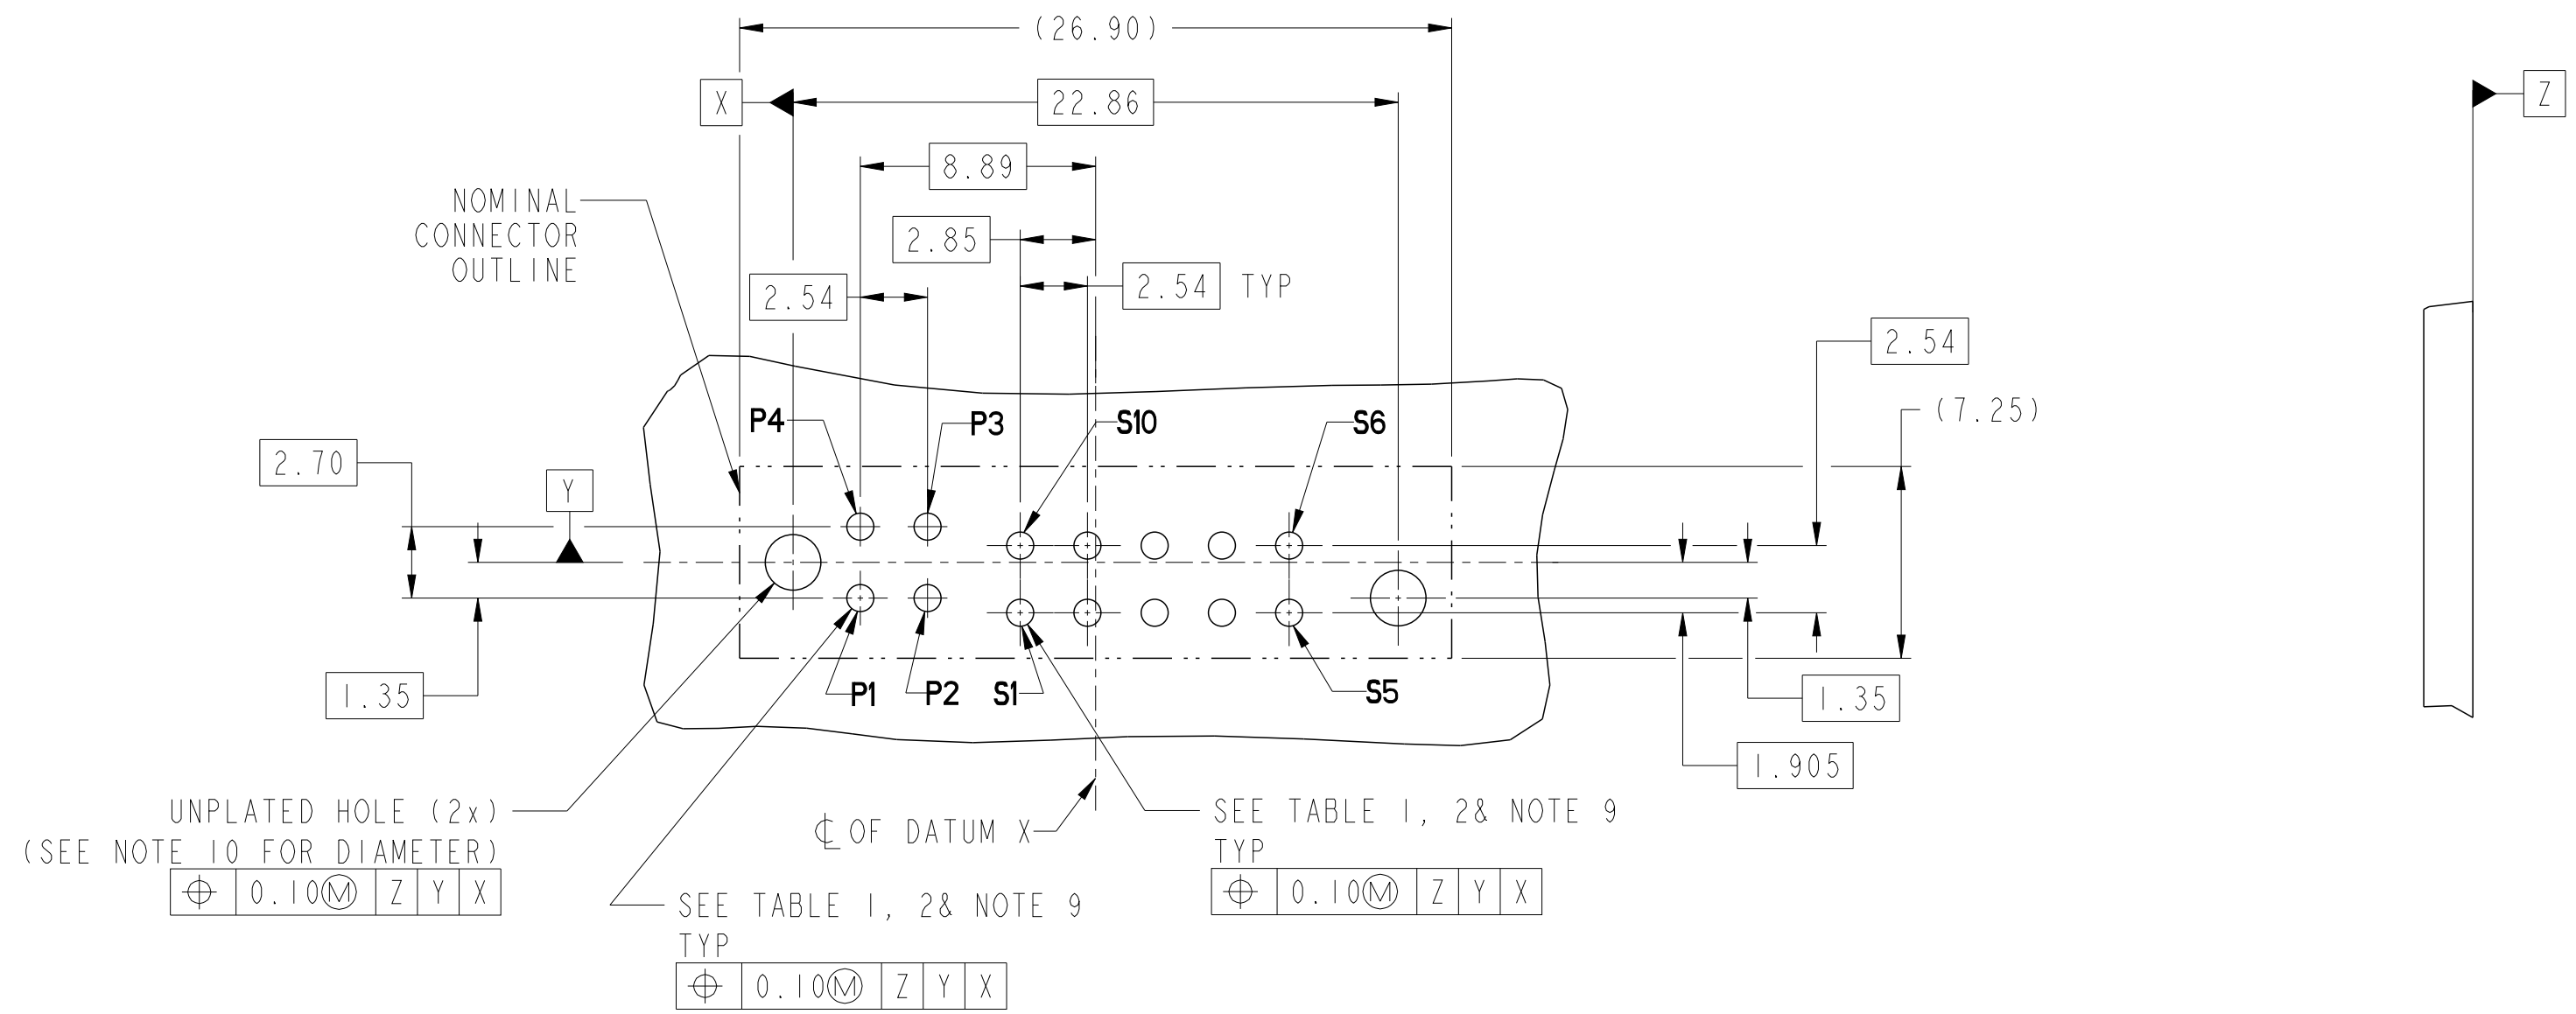 (26.90)
X
22.86
Z
8.89
NOMINAL
CONNECTOR
OUTLINE
2.85
2.54
2.54 TYP
2.54
(7.25)
P4
P3
S10
S6
2.70
Y
1.35
P1
P2
S1
S5
1.35
1.905
UNPLATED HOLE (2x)
(SEE NOTE 10 FOR DIAMETER)
⌖ 0.10Ⓜ Z Y X
℄ OF DATUM X
SEE TABLE 1, 2& NOTE 9
TYP
⌖ 0.10Ⓜ Z Y X
SEE TABLE 1, 2& NOTE 9
TYP
⌖ 0.10Ⓜ Z Y X